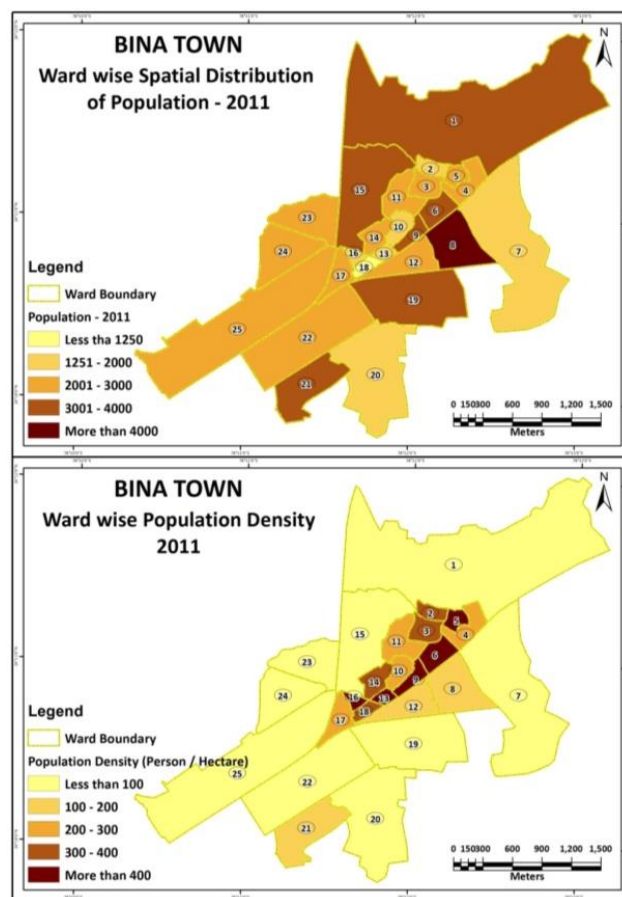 BINA TOWN
Ward wise Spatial Distribution
of Population - 2011
N
1
2
5
3
4
15
11
6
23
10
14
9
8
7
24
16
13
12
18
17
19
25
22
20
21
Legend
Ward Boundary
Population - 2011
Less tha 1250
1251 - 2000
2001 - 3000
3001 - 4000
More than 4000
0 150300 600 900 1,200 1,500
Meters
BINA TOWN
Ward wise Population Density
2011
N
1
2
5
3
4
15
11
6
23
10
14
9
8
7
24
16
13
12
18
17
19
25
22
20
21
Legend
Ward Boundary
Population Density (Person / Hectare)
Less than 100
100 - 200
200 - 300
300 - 400
More than 400
0 150300 600 900 1,200 1,500
Meters